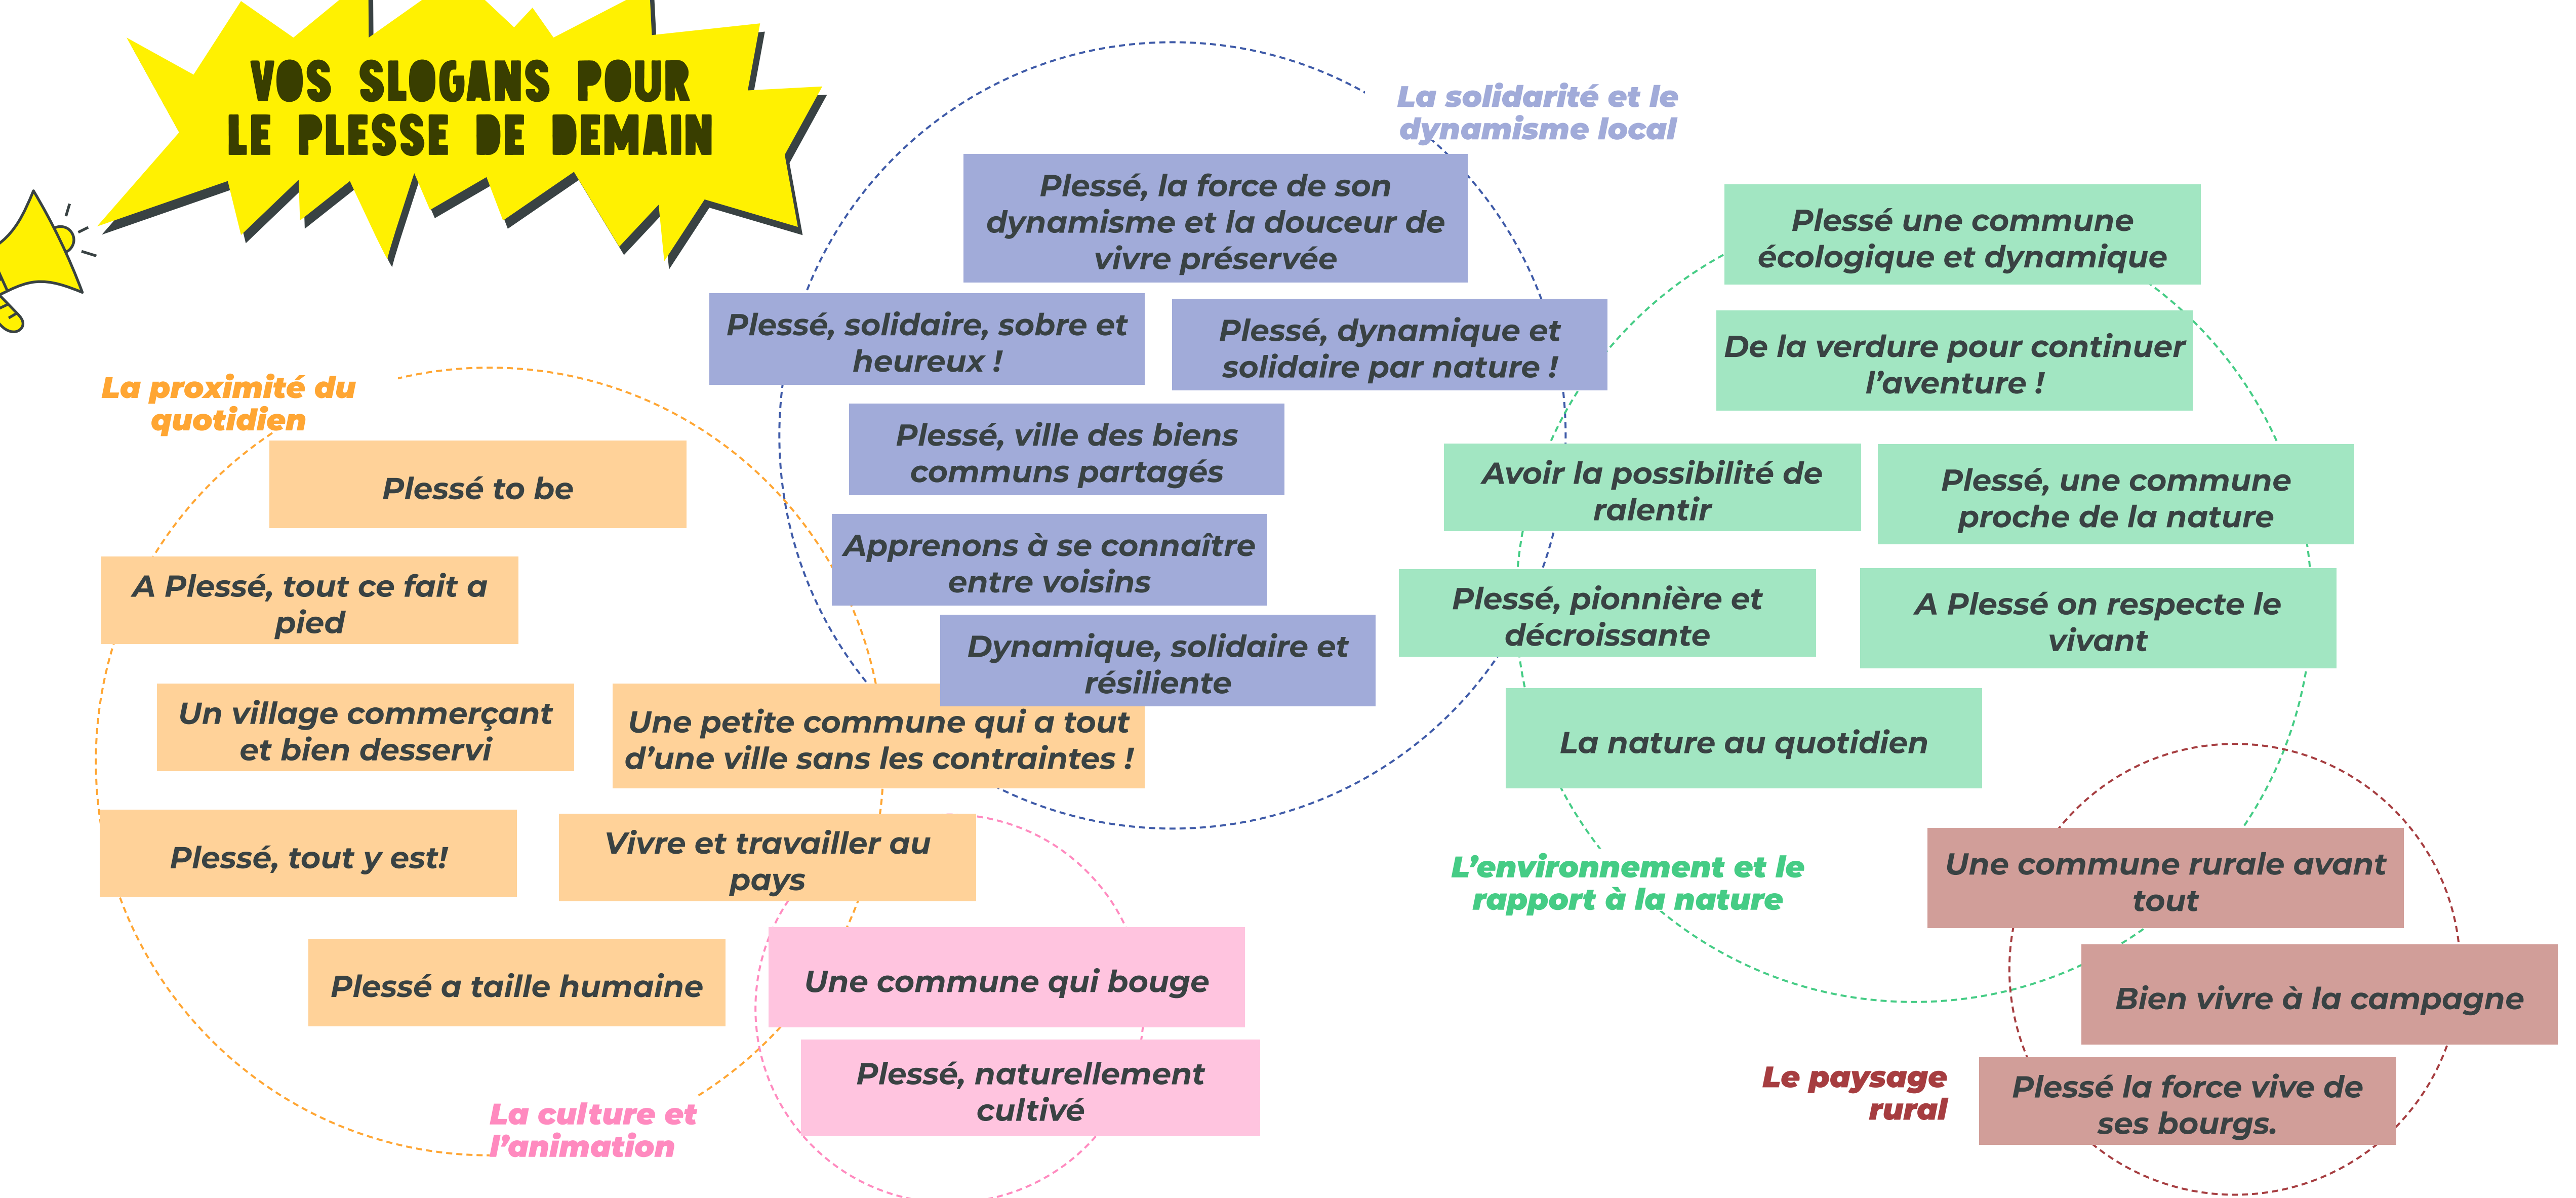 VOS SLOGANS POUR
LE PLESSE DE DEMAIN
La solidarité et le
dynamisme local
Plessé, la force de son
dynamisme et la douceur de
vivre préservée
Plessé, solidaire, sobre et
heureux !
Plessé, dynamique et
solidaire par nature !
Plessé, ville des biens
communs partagés
Apprenons à se connaître
entre voisins
Dynamique, solidaire et
résiliente
La proximité du
quotidien
Plessé to be
A Plessé, tout ce fait a
pied
Un village commerçant
et bien desservi
Une petite commune qui a tout
d’une ville sans les contraintes !
Plessé, tout y est!
Vivre et travailler au
pays
Plessé a taille humaine
Une commune qui bouge
Plessé, naturellement
cultivé
La culture et
l’animation
Plessé une commune
écologique et dynamique
De la verdure pour continuer
l’aventure !
Avoir la possibilité de
ralentir
Plessé, une commune
proche de la nature
Plessé, pionnière et
décroissante
A Plessé on respecte le
vivant
La nature au quotidien
L’environnement et le
rapport à la nature
Une commune rurale avant
tout
Bien vivre à la campagne
Le paysage
rural
Plessé la force vive de
ses bourgs.